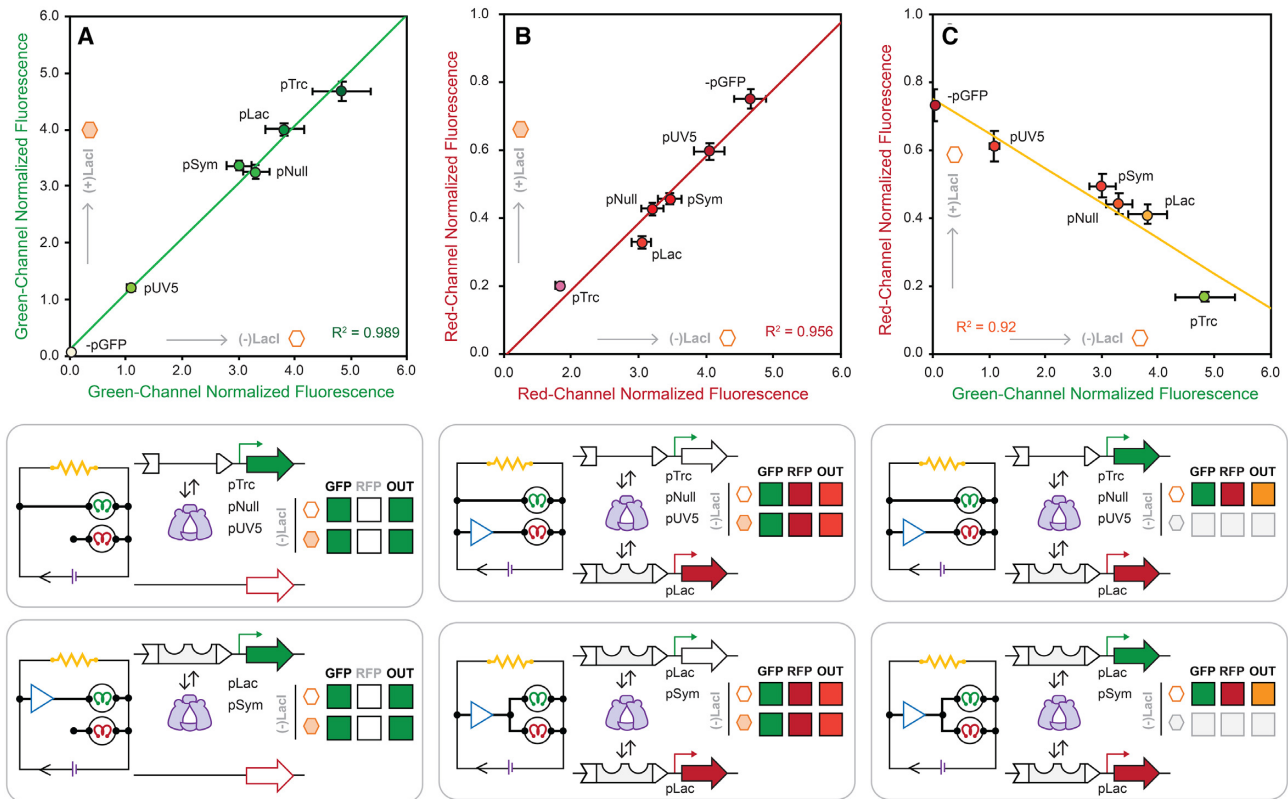 A
Green-Channel Normalized Fluorescence
6.0
5.0
4.0
3.0
2.0
1.0
0.0
(+)LacI
pTrc
pLac
pSym
pNull
pUV5
-pGFP
(-)LacI
R² = 0.989
0.0 1.0 2.0 3.0 4.0 5.0 6.0
Green-Channel Normalized Fluorescence
B
Red-Channel Normalized Fluorescence
1.0
0.8
0.6
0.4
0.2
0.0
(+)LacI
-pGFP
pUV5
pNull
pSym
pLac
pTrc
R² = 0.956
(-)LacI
0.0 2.0 3.0 4.0 5.0 6.0
Red-Channel Normalized Fluorescence
C
Red-Channel Normalized Fluorescence
1.0
0.8
0.6
0.4
0.2
0.0
(+)LacI
-pGFP
pUV5
pSym
pNull
pLac
pTrc
R² = 0.92
(-)LacI
0.0 1.0 2.0 3.0 4.0 5.0 6.0
Green-Channel Normalized Fluorescence
pTrc
pNull
pUV5
GFP RFP OUT
(-)LacI
pTrc
pNull
pUV5
pLac
GFP RFP OUT
(-)LacI
pTrc
pNull
pUV5
pLac
GFP RFP OUT
(-)LacI
pLac
pSym
GFP RFP OUT
(-)LacI
pLac
pSym
pLac
GFP RFP OUT
(-)LacI
pLac
pSym
pLac
GFP RFP OUT
(-)LacI